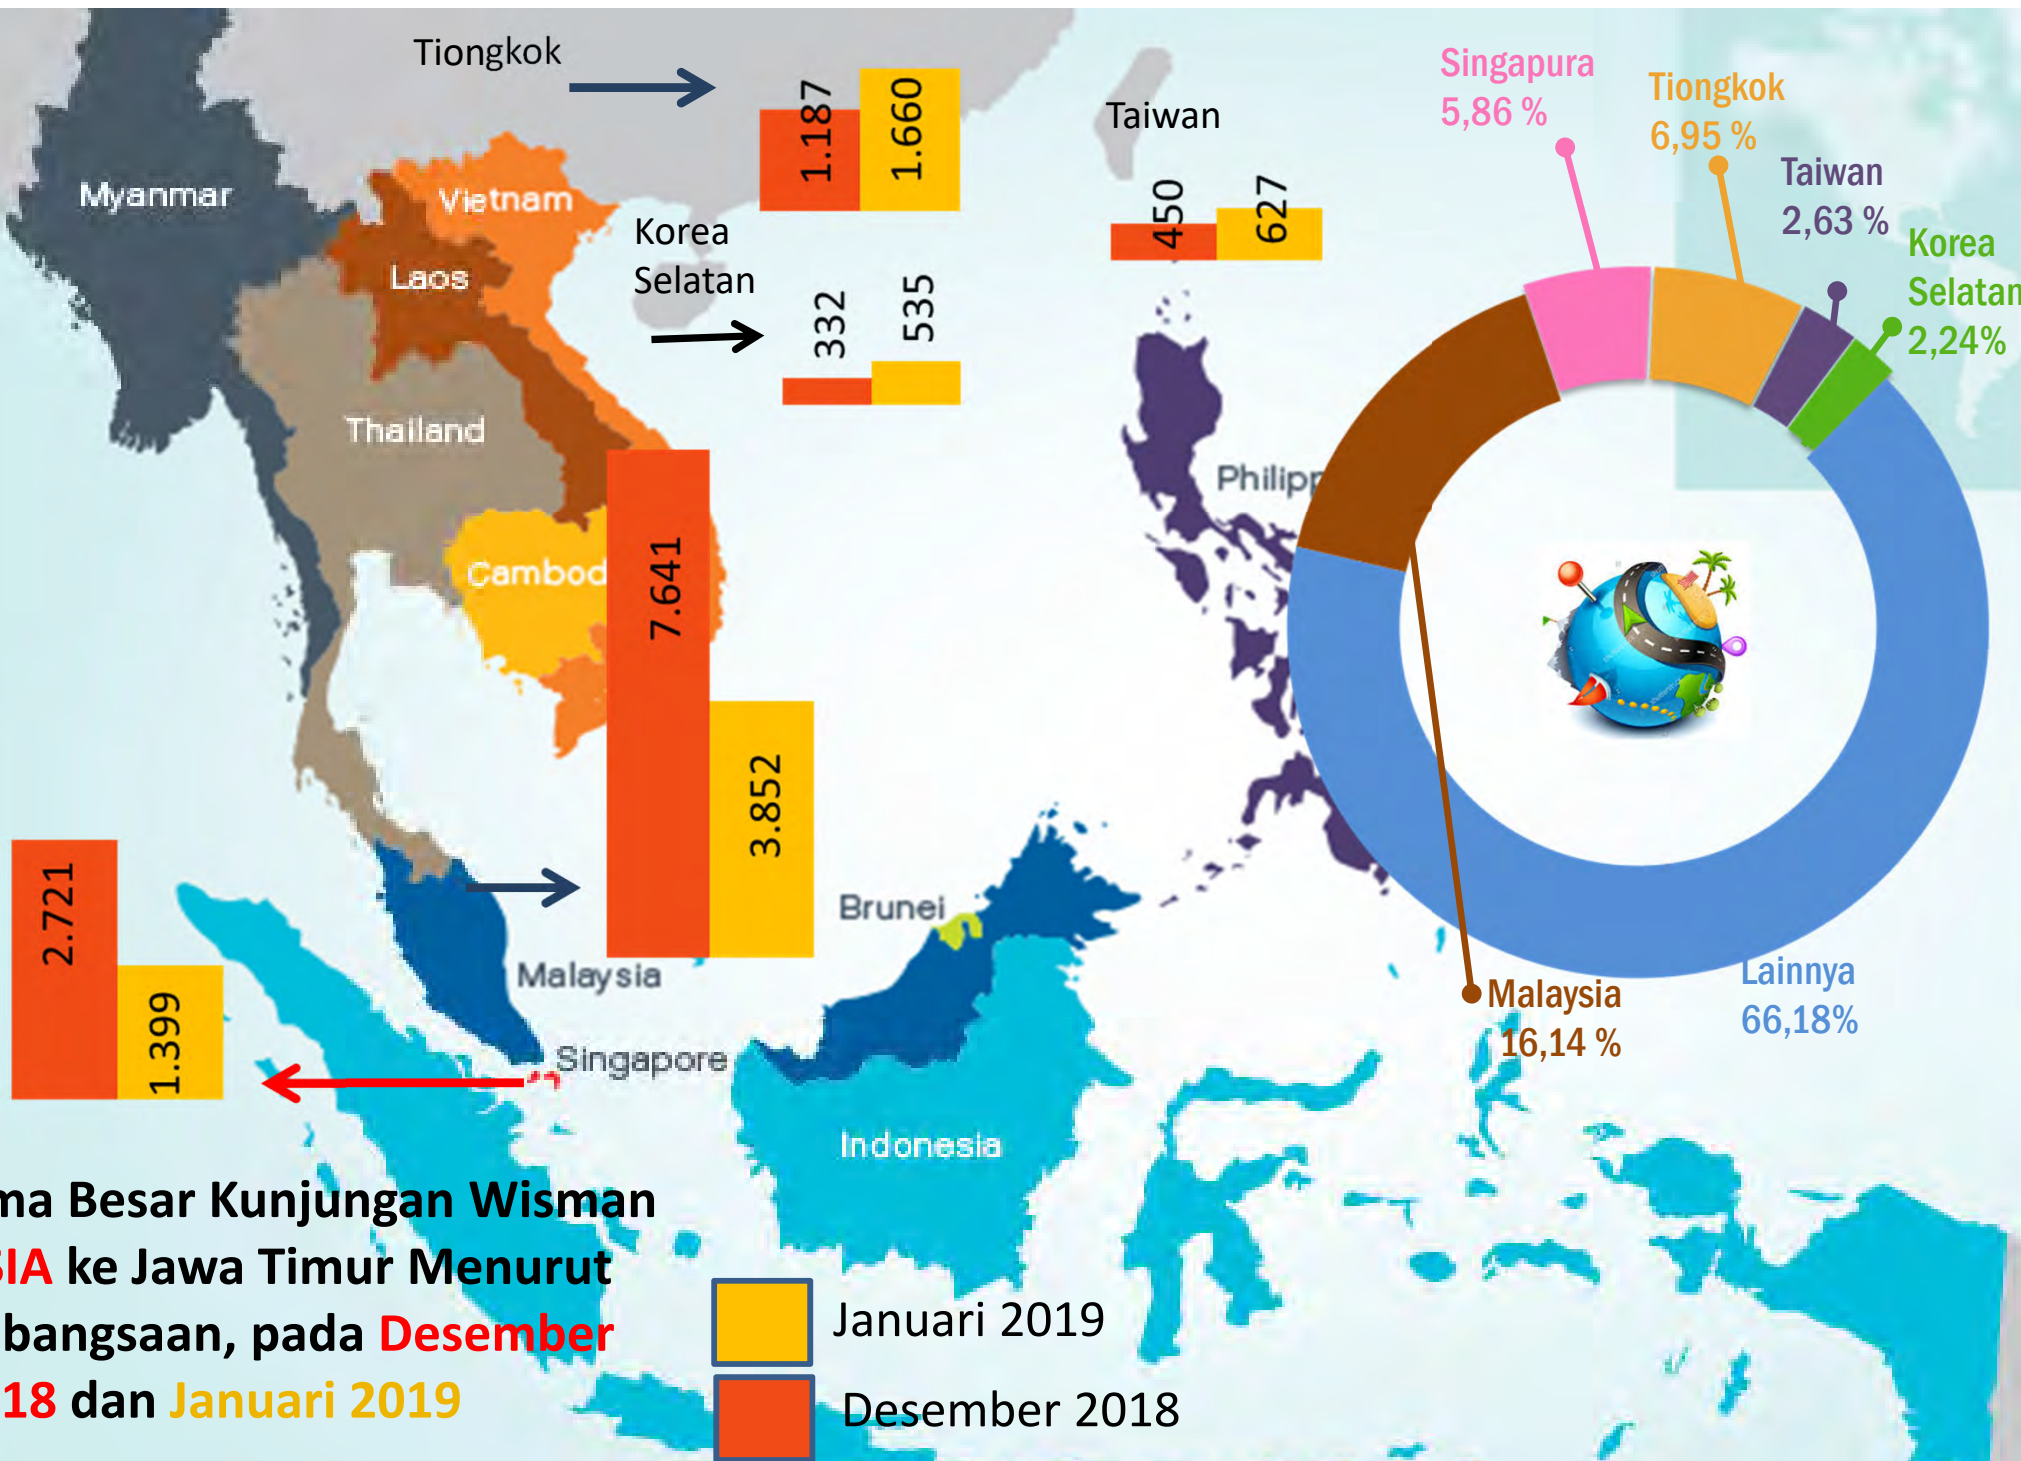 Tiongkok
1.187
1.660
Taiwan
450
627
Singapura
5,86 %
Tiongkok
6,95 %
Taiwan
2,63 %
Korea
Selatan
2,24%
Myanmar
Vietnam
Laos
Korea
Selatan
332
535
Thailand
Philipp
Cambod
7.641
3.852
2.721
1.399
Brunei
Malaysia
Singapore
Indonesia
Malaysia
16,14 %
Lainnya
66,18%
ma Besar Kunjungan Wisman
SIA ke Jawa Timur Menurut
bangsaan, pada Desember
18 dan Januari 2019
Januari 2019
Desember 2018